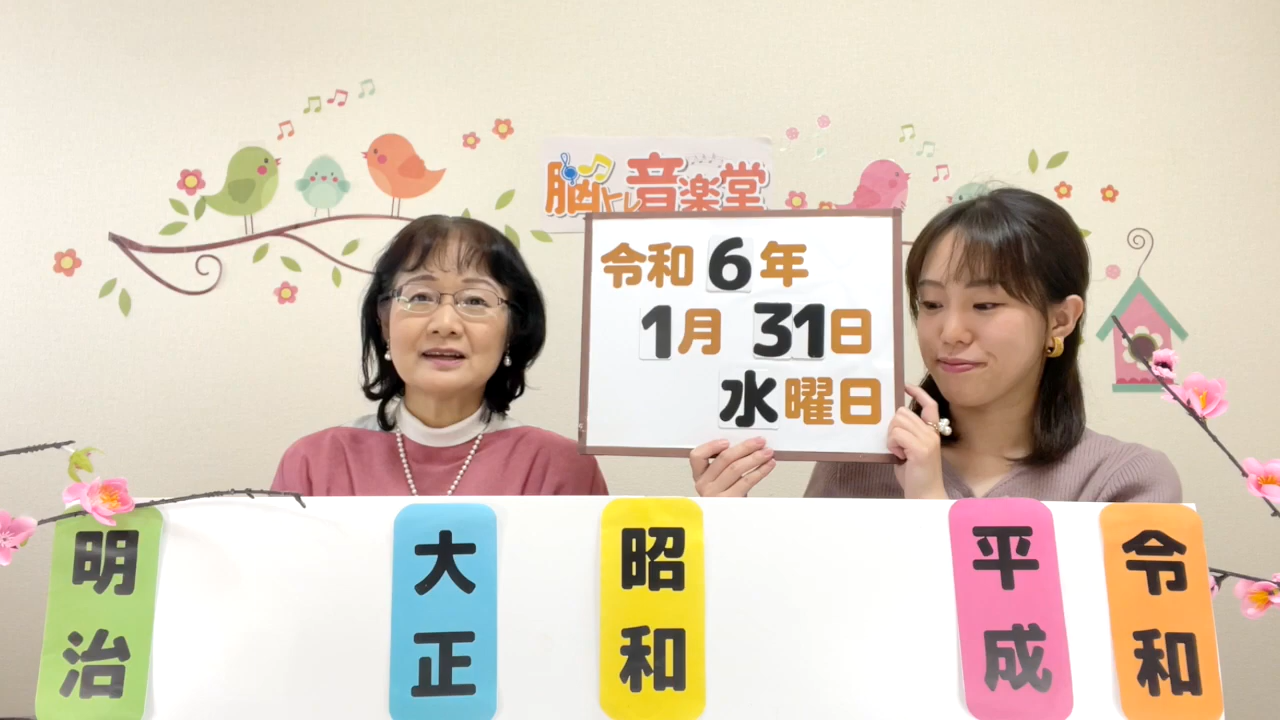 脳トレ音楽堂
令和6年
1月31日
水曜日
明治
大正
昭和
平成
令和